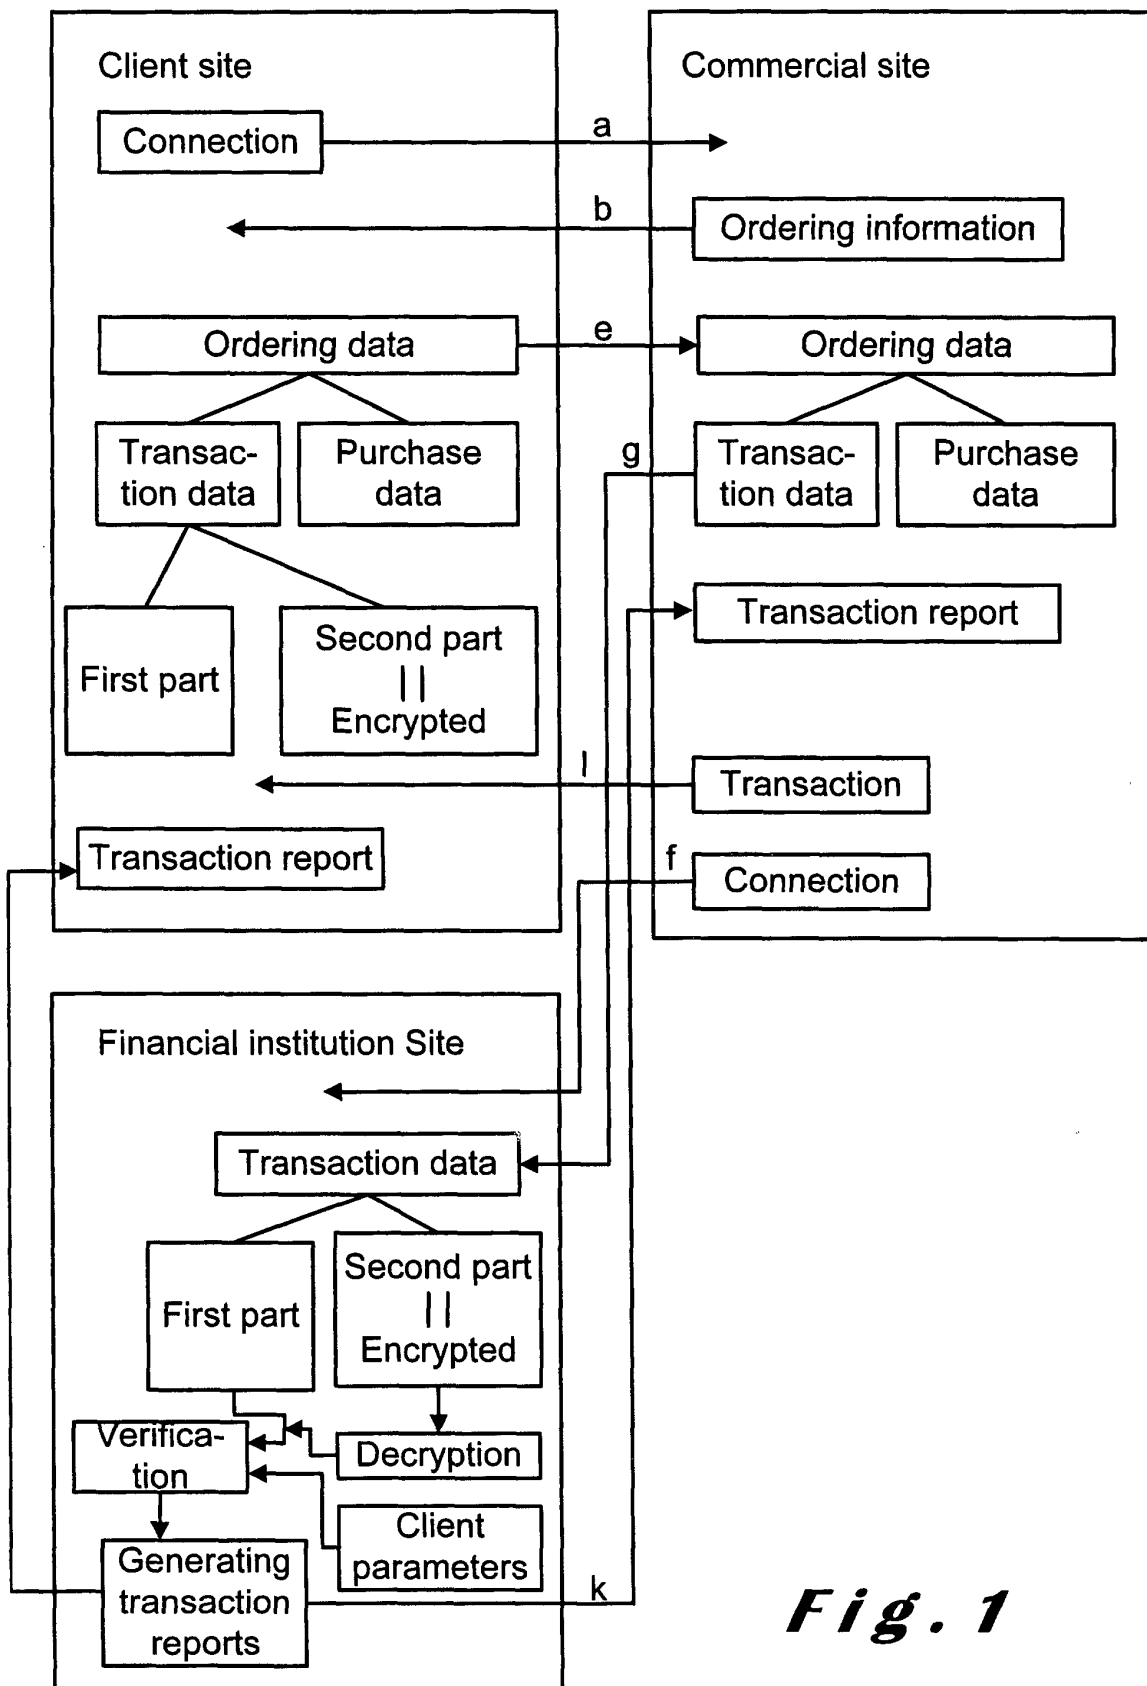 Client site
Commercial site
Connection
a
b
Ordering information
Ordering data
e
Ordering data
Transac-
tion data
Purchase
data
g
Transac-
tion data
Purchase
data
First part
Second part
||
Encrypted
Transaction report
l
Transaction
Transaction report
f
Connection
Financial institution Site
Transaction data
First part
Second part
||
Encrypted
Verifica-
tion
Decryption
Client
parameters
Generating
transaction
reports
k
Fig. 1